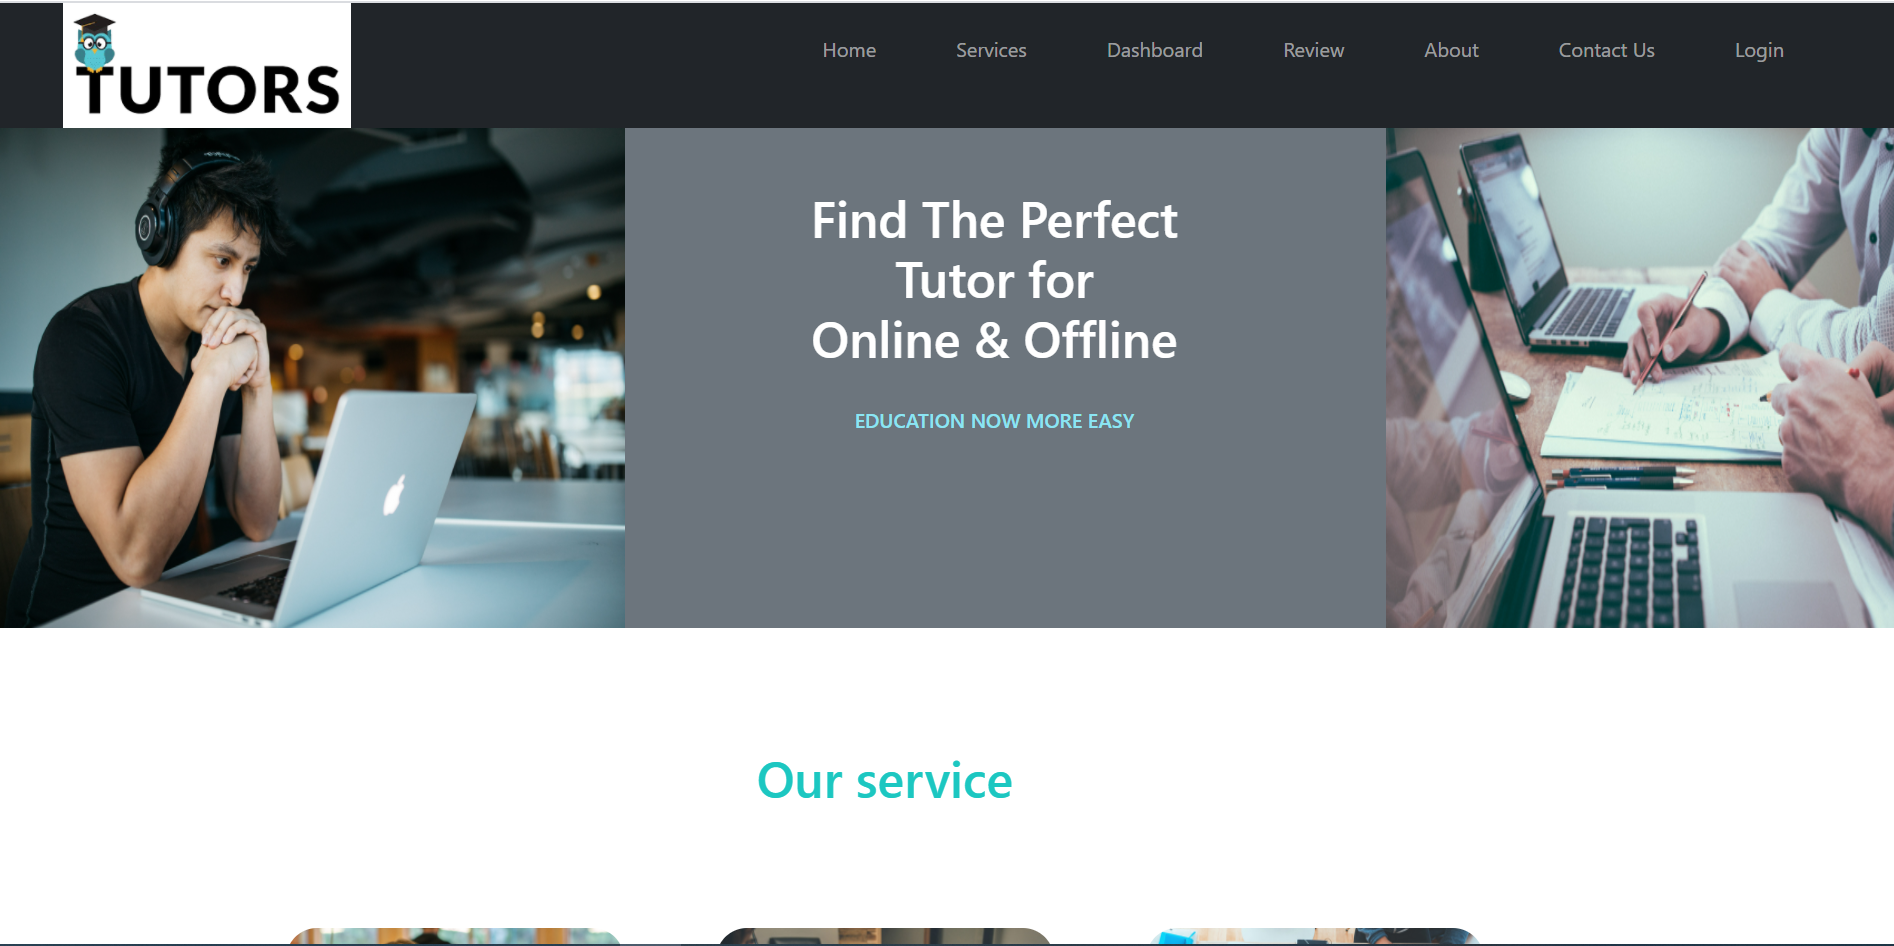 TUTORS
Home Services Dashboard Review About Contact Us Login
Find The Perfect
Tutor for
Online & Offline
EDUCATION NOW MORE EASY
Our service